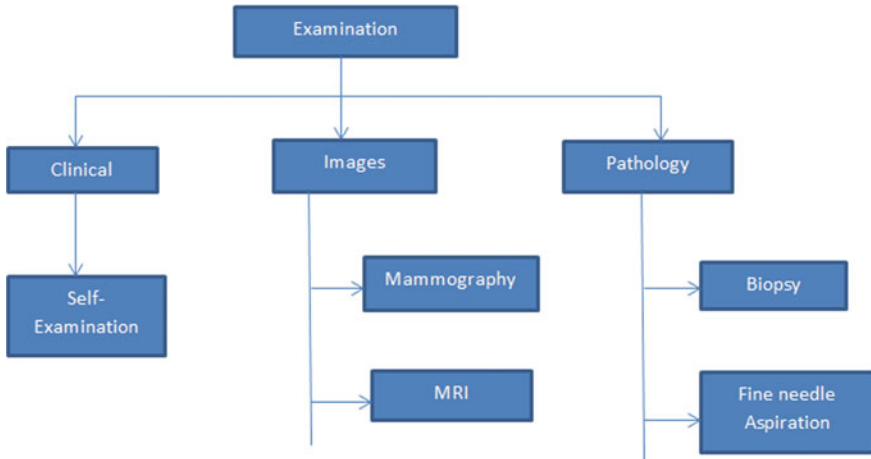 Examination
Clinical
Images
Pathology
Self-
Examination
Mammography
MRI
Biopsy
Fine needle
Aspiration